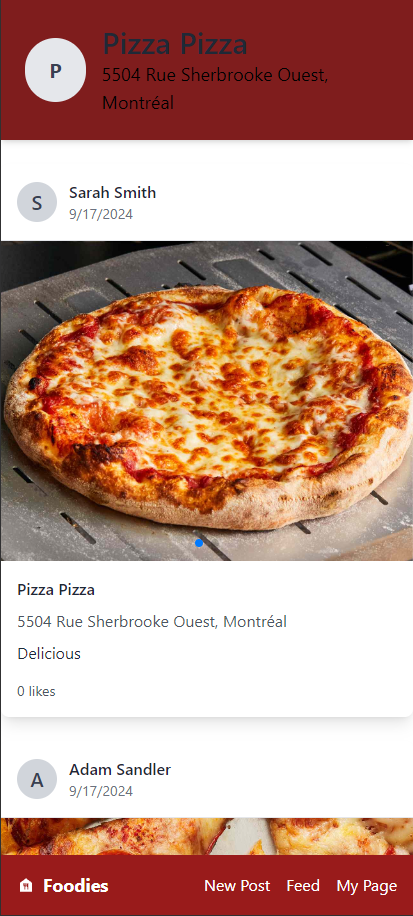 P
Pizza Pizza
5504 Rue Sherbrooke Ouest,
Montréal
S
Sarah Smith
9/17/2024
Pizza Pizza
5504 Rue Sherbrooke Ouest, Montréal
Delicious
0 likes
A
Adam Sandler
9/17/2024
Foodies New Post Feed My Page